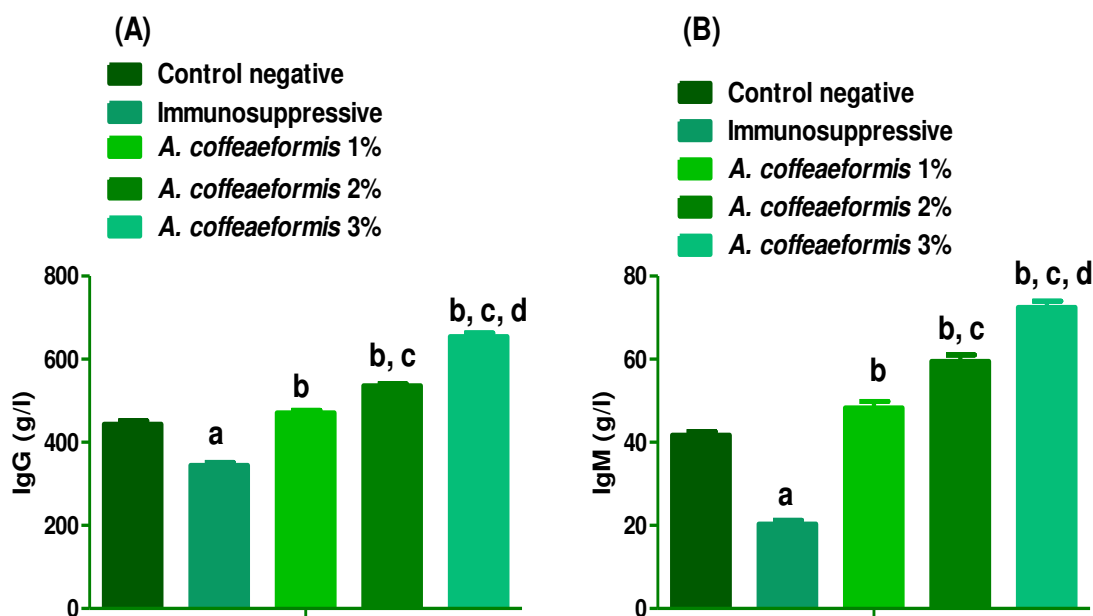 (A)
Control negative
Immunosuppressive
A. coffeaeformis 1%
A. coffeaeformis 2%
A. coffeaeformis 3%
800
600
400
200
0
IgG (g/l)
a
b
b, c
b, c, d
(B)
Control negative
Immunosuppressive
A. coffeaeformis 1%
A. coffeaeformis 2%
A. coffeaeformis 3%
80
60
40
20
0
IgM (g/l)
a
b
b, c
b, c, d